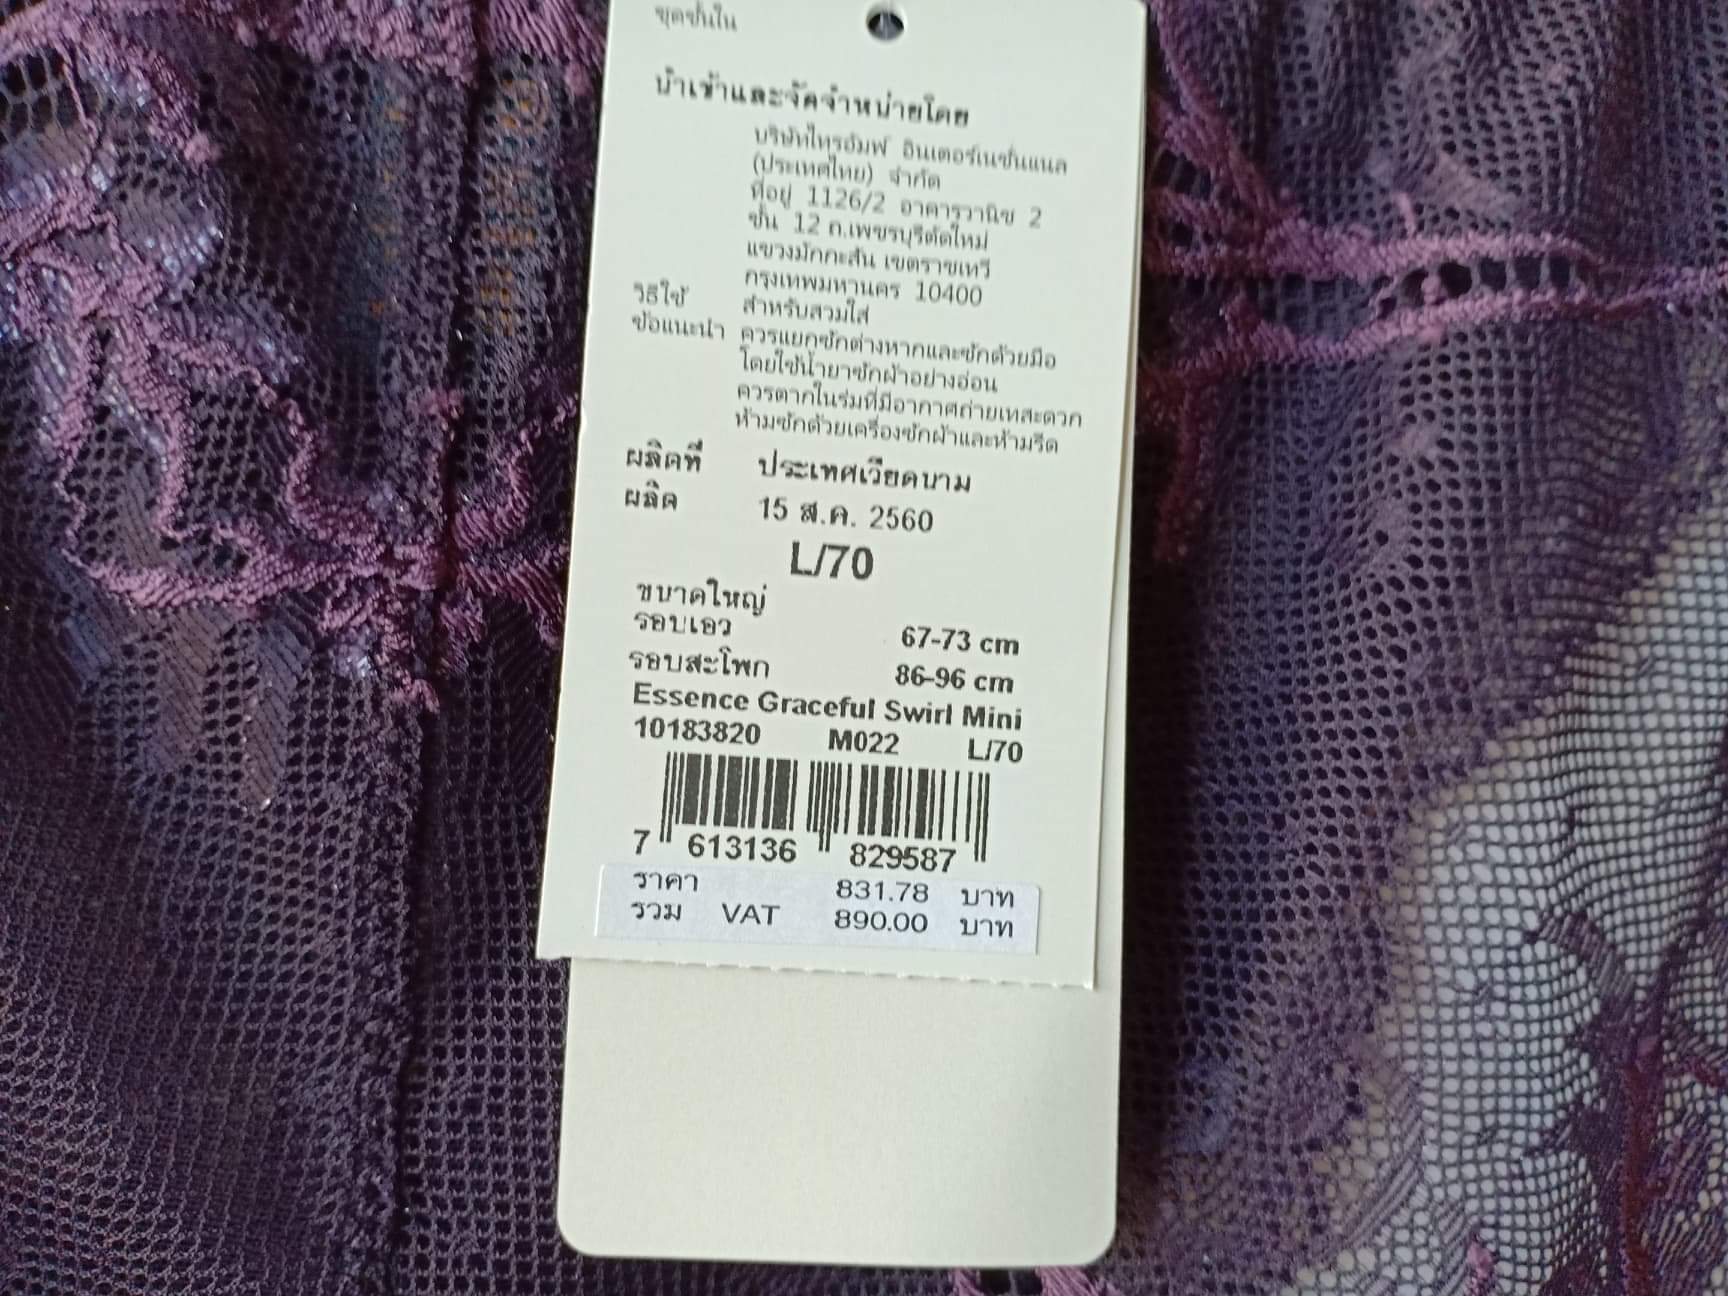 ชุดชั้นใน
นำเข้าและจัดจำหน่ายโดย
บริษัทไทรอัมพ์ อินเตอร์เนชั่นแนล
(ประเทศไทย) จำกัด
ที่อยู่ 1126/2 อาคารวานิช 2
ชั้น 12 ถ.เพชรบุรีตัดใหม่
แขวงมักกะสัน เขตราชเทวี
กรุงเทพมหานคร 10400
วิธีใช้ สำหรับสวมใส่
ข้อแนะนำ ควรแยกซักต่างหากและซักด้วยมือ
โดยใช้น้ำยาซักผ้าอย่างอ่อน
ควรตากในร่มที่มีอากาศถ่ายเทสะดวก
ห้ามซักด้วยเครื่องซักผ้าและห้ามรีด
ผลิตที่ ประเทศเวียดนาม
ผลิต 15 ส.ค. 2560
L/70
ขนาดใหญ่
รอบเอว 67-73 cm
รอบสะโพก 86-96 cm
Essence Graceful Swirl Mini
10183820 M022 L/70
7 613136 829587
ราคา 831.78 บาท
รวม VAT 890.00 บาท